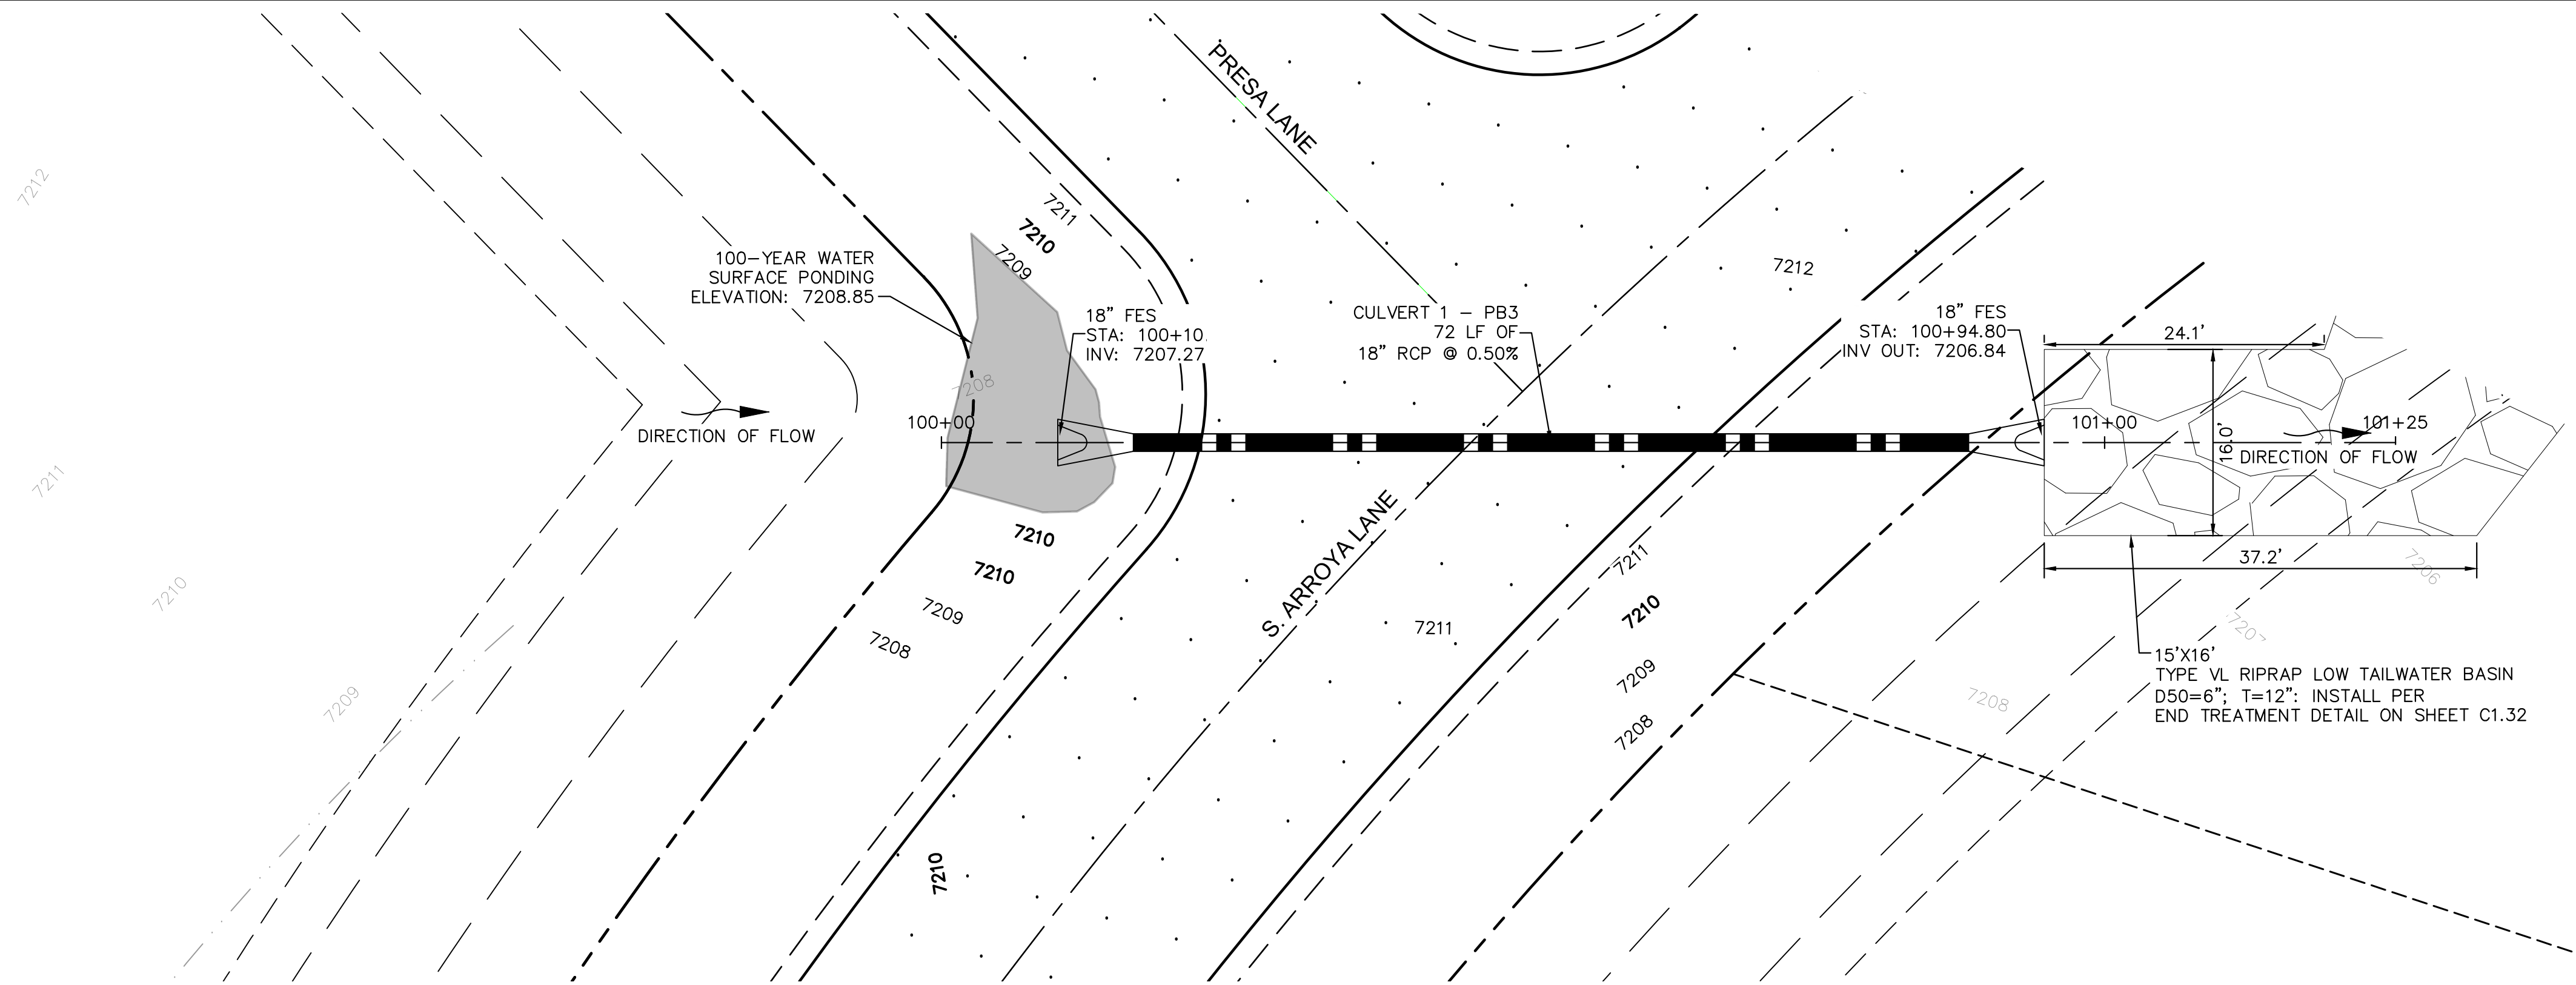 PRESA LANE
7212
7211
7210
7209
7212
100-YEAR WATER
SURFACE PONDING
ELEVATION: 7208.85
18" FES
STA: 100+10.
INV: 7207.27
CULVERT 1 - PB3
72 LF OF
18" RCP @ 0.50%
18" FES
STA: 100+94.80
INV OUT: 7206.84
24.1'
7208
100+00
DIRECTION OF FLOW
101+00
101+25
16.0'
DIRECTION OF FLOW
7211
7210
7210
7210
7209
7208
S. ARROYA LANE
7211
7211
7210
7209
7208
37.2'
7206
7207
7209
7208
15'X16'
TYPE VL RIPRAP LOW TAILWATER BASIN
D50=6"; T=12": INSTALL PER
END TREATMENT DETAIL ON SHEET C1.32
7210